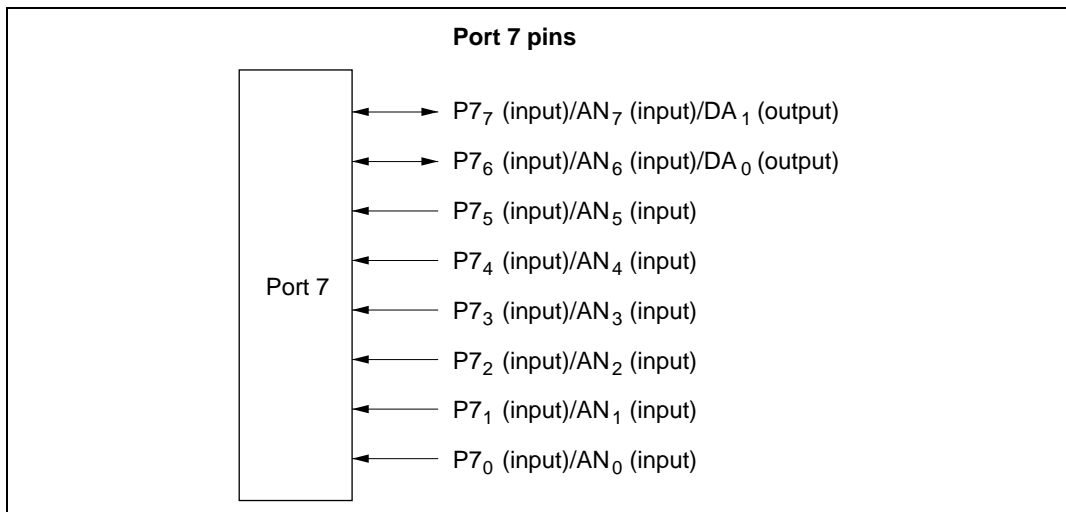 Port 7 pins
P7₇ (input)/AN₇ (input)/DA₁ (output)
P7₆ (input)/AN₆ (input)/DA₀ (output)
P7₅ (input)/AN₅ (input)
P7₄ (input)/AN₄ (input)
Port 7
P7₃ (input)/AN₃ (input)
P7₂ (input)/AN₂ (input)
P7₁ (input)/AN₁ (input)
P7₀ (input)/AN₀ (input)